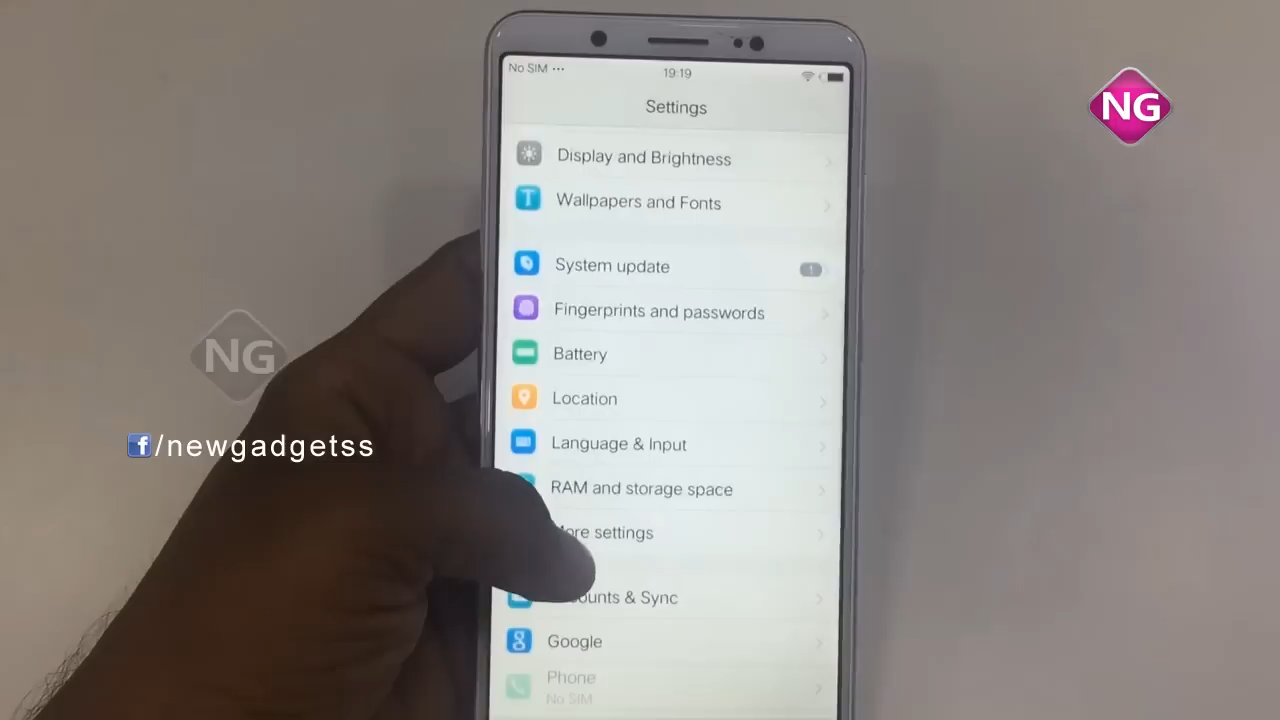 No SIM ···
19:19
Settings
NG
Display and Brightness
Wallpapers and Fonts
System update
Fingerprints and passwords
Battery
NG
Location
Language & Input
f/newgadgetss
RAM and storage space
ore settings
ounts & Sync
Google
Phone
No SIM